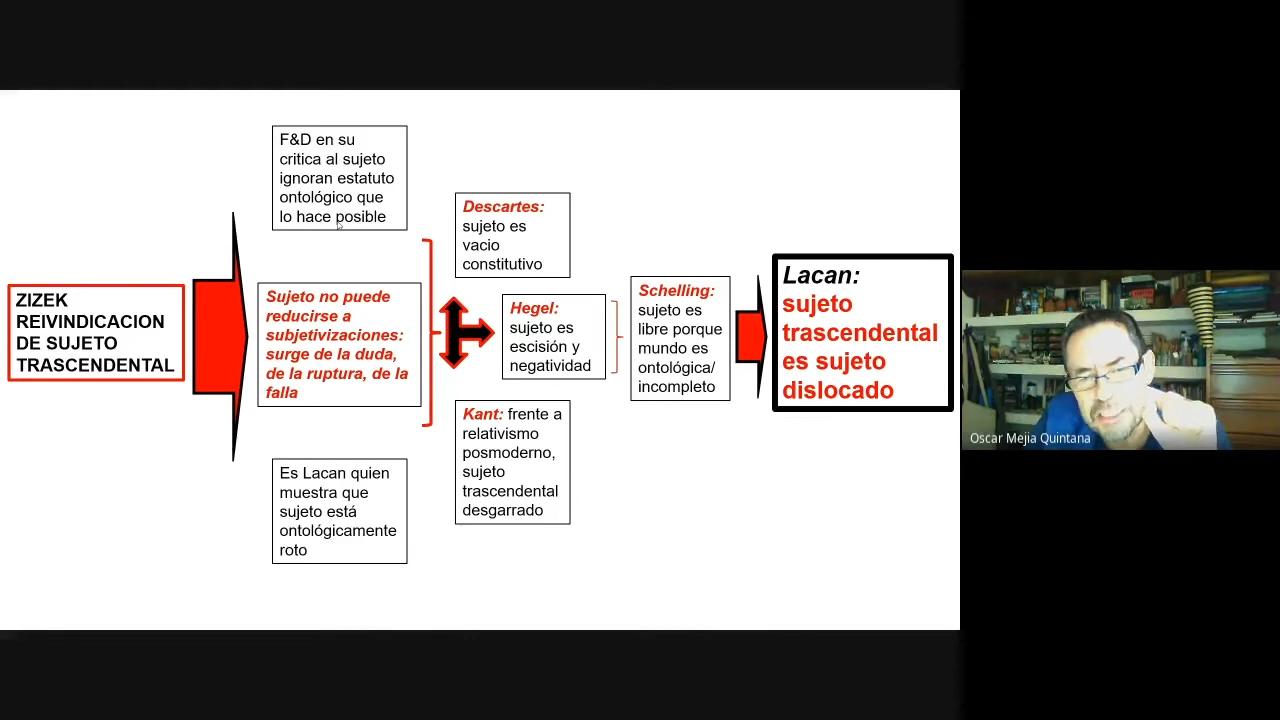 ZIZEK
REIVINDICACION
DE SUJETO
TRASCENDENTAL
F&D en su
critica al sujeto
ignoran estatuto
ontológico que
lo hace posible
Sujeto no puede
reducirse a
subjetivizaciones:
surge de la duda,
de la ruptura, de la
falla
Es Lacan quien
muestra que
sujeto está
ontológicamente
roto
Descartes:
sujeto es
vacio
constitutivo
Hegel:
sujeto es
escisión y
negatividad
Kant: frente a
relativismo
posmoderno,
sujeto
trascendental
desgarrado
Schelling:
sujeto es
libre porque
mundo es
ontológica/
incompleto
Lacan:
sujeto
trascendental
es sujeto
dislocado
Oscar Mejia Quintana